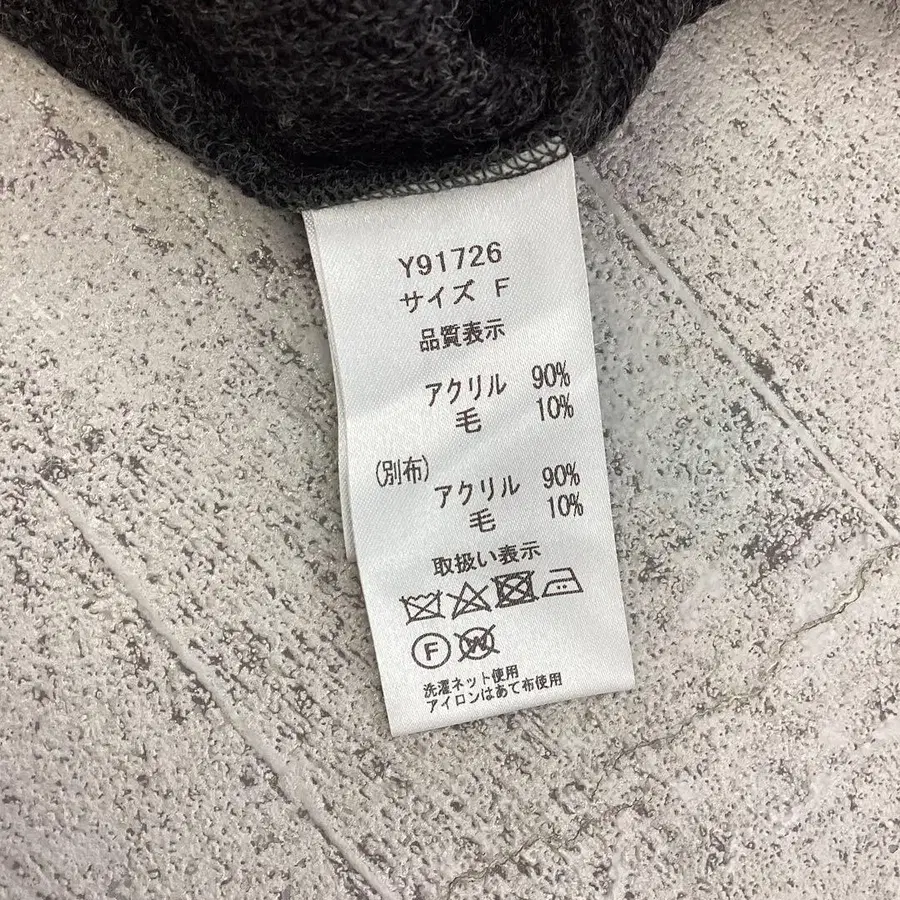 Y91726
サイズ F
品質表示
アクリル 90%
毛 10%
(別布)
アクリル 90%
毛 10%
取扱い表示
F W
洗濯ネット使用
アイロンはあて布使用